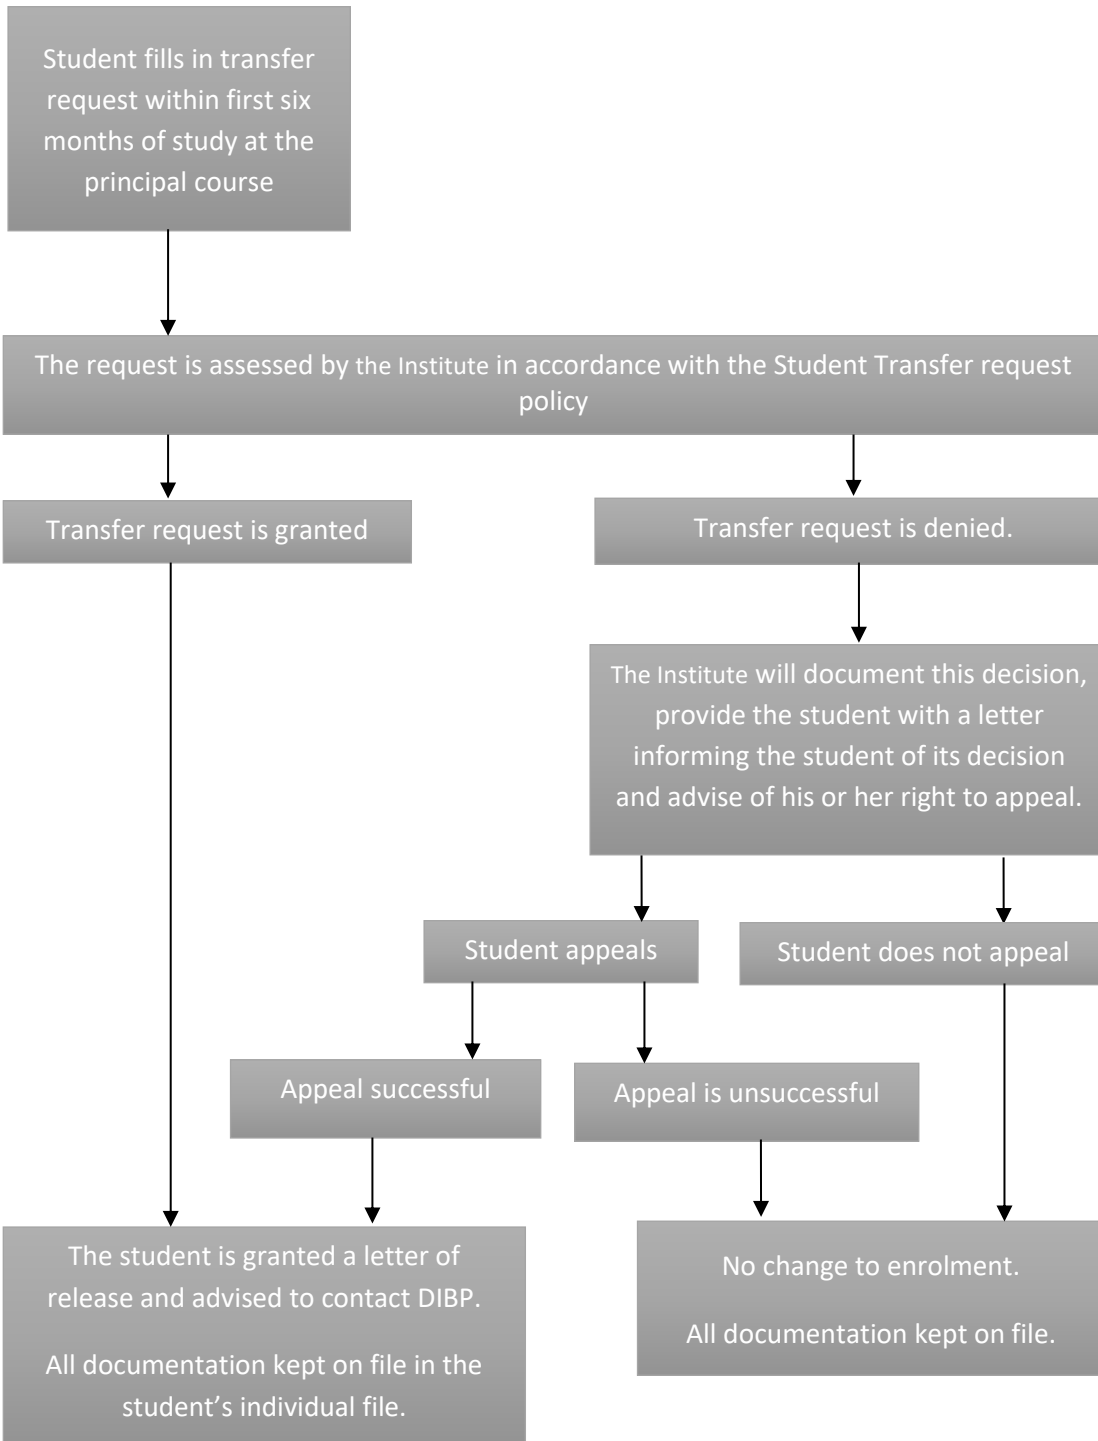 Student fills in transfer
request within first six
months of study at the
principal course
The request is assessed by the Institute in accordance with the Student Transfer request
policy
Transfer request is granted
Transfer request is denied.
The Institute will document this decision,
provide the student with a letter
informing the student of its decision
and advise of his or her right to appeal.
Student appeals
Student does not appeal
Appeal successful
Appeal is unsuccessful
The student is granted a letter of
release and advised to contact DIBP.
All documentation kept on file in the
student’s individual file.
No change to enrolment.
All documentation kept on file.